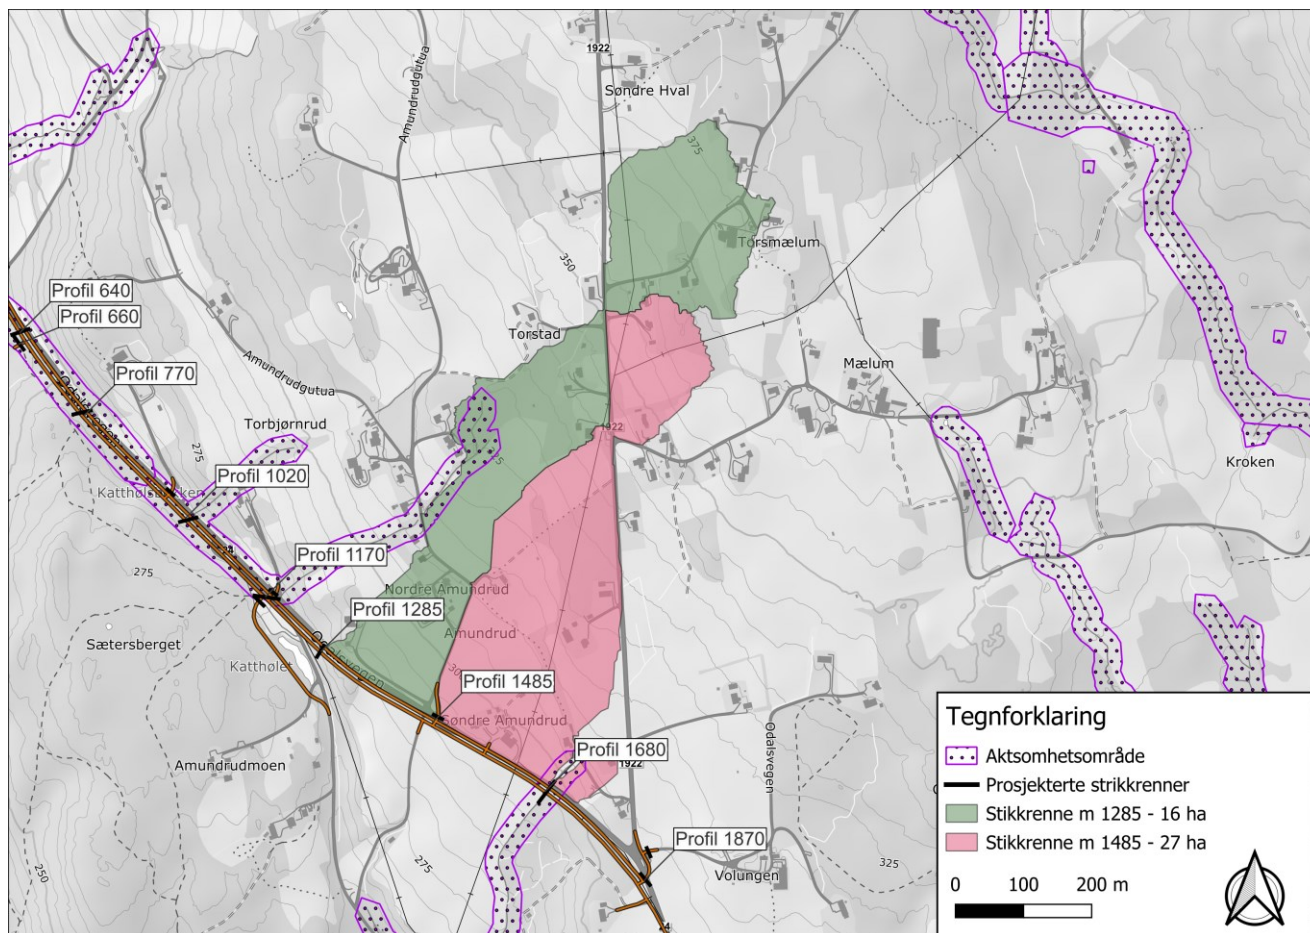 1922
Søndre Hval
Amundrudgutua
375
Torsmælum
350
Profil 640
Profil 660
Torstad
Profil 770
Amundrudgutua
Mælum
Torbjørnrud
1922
275
Kroken
Profil 1020
Profil 1170
275
Nordre Amundrud
Profil 1285
Amundrud
Sætersberget
Odalsvegen
Katthølet
Profil 1485
Søndre Amundrud
Profil 1680
1922
Odalsvegen
Amundrudmoen
Profil 1870
275
Volungen
325
250
Tegnforklaring
Aktsomhetsområde
Prosjekterte strikkrenner
Stikkrenne m 1285 - 16 ha
Stikkrenne m 1485 - 27 ha
0 100 200 m